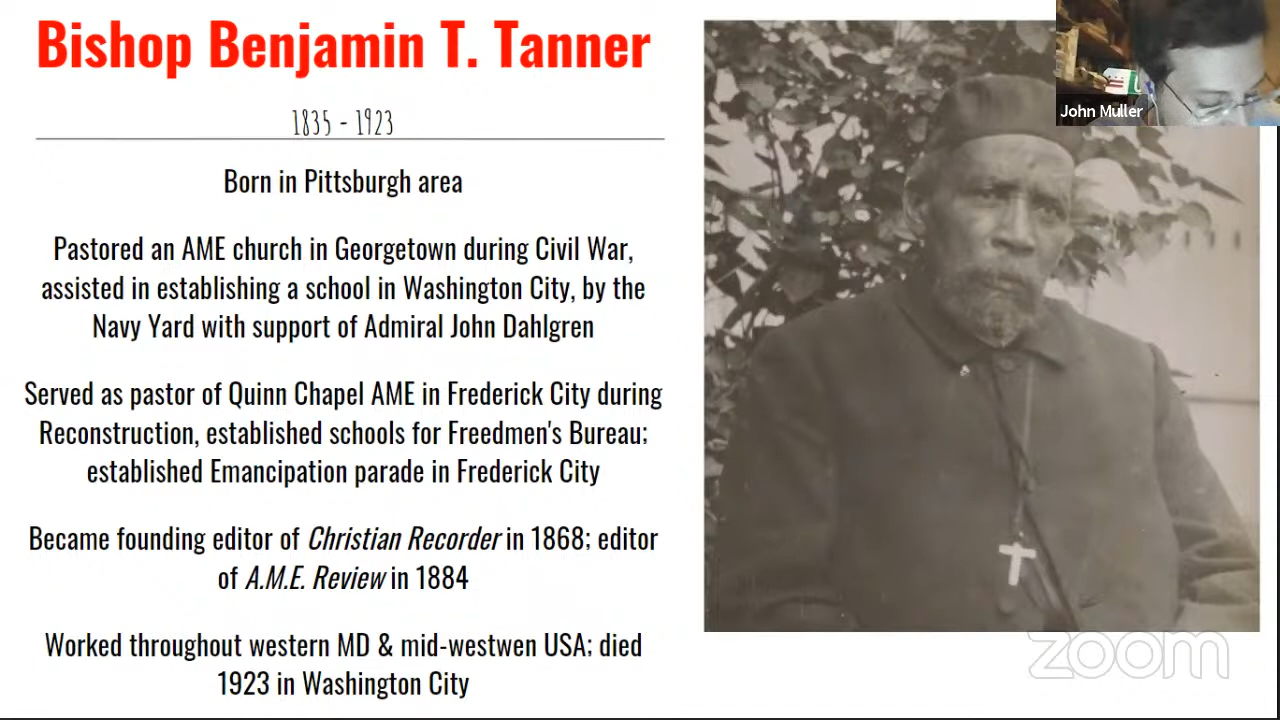 Bishop Benjamin T. Tanner
1835 - 1923
Born in Pittsburgh area
Pastored an AME church in Georgetown during Civil War,
assisted in establishing a school in Washington City, by the
Navy Yard with support of Admiral John Dahlgren
Served as pastor of Quinn Chapel AME in Frederick City during
Reconstruction, established schools for Freedmen's Bureau;
established Emancipation parade in Frederick City
Became founding editor of Christian Recorder in 1868; editor
of A.M.E. Review in 1884
Worked throughout western MD & mid-westwen USA; died
1923 in Washington City
John Muller
zoom